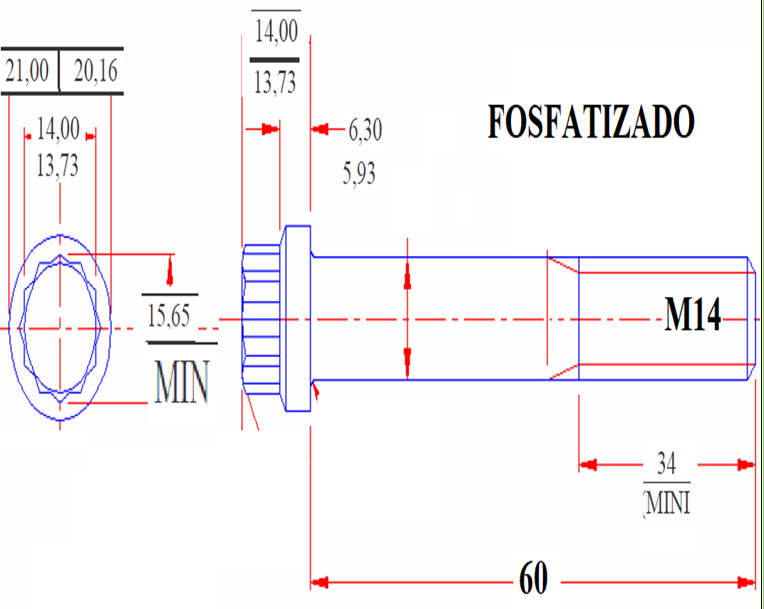 21,00 20,16
14,00
13,73
14,00
13,73
6,30
5,93
FOSFATIZADO
15,65
MIN
M14
34
(MINI
60